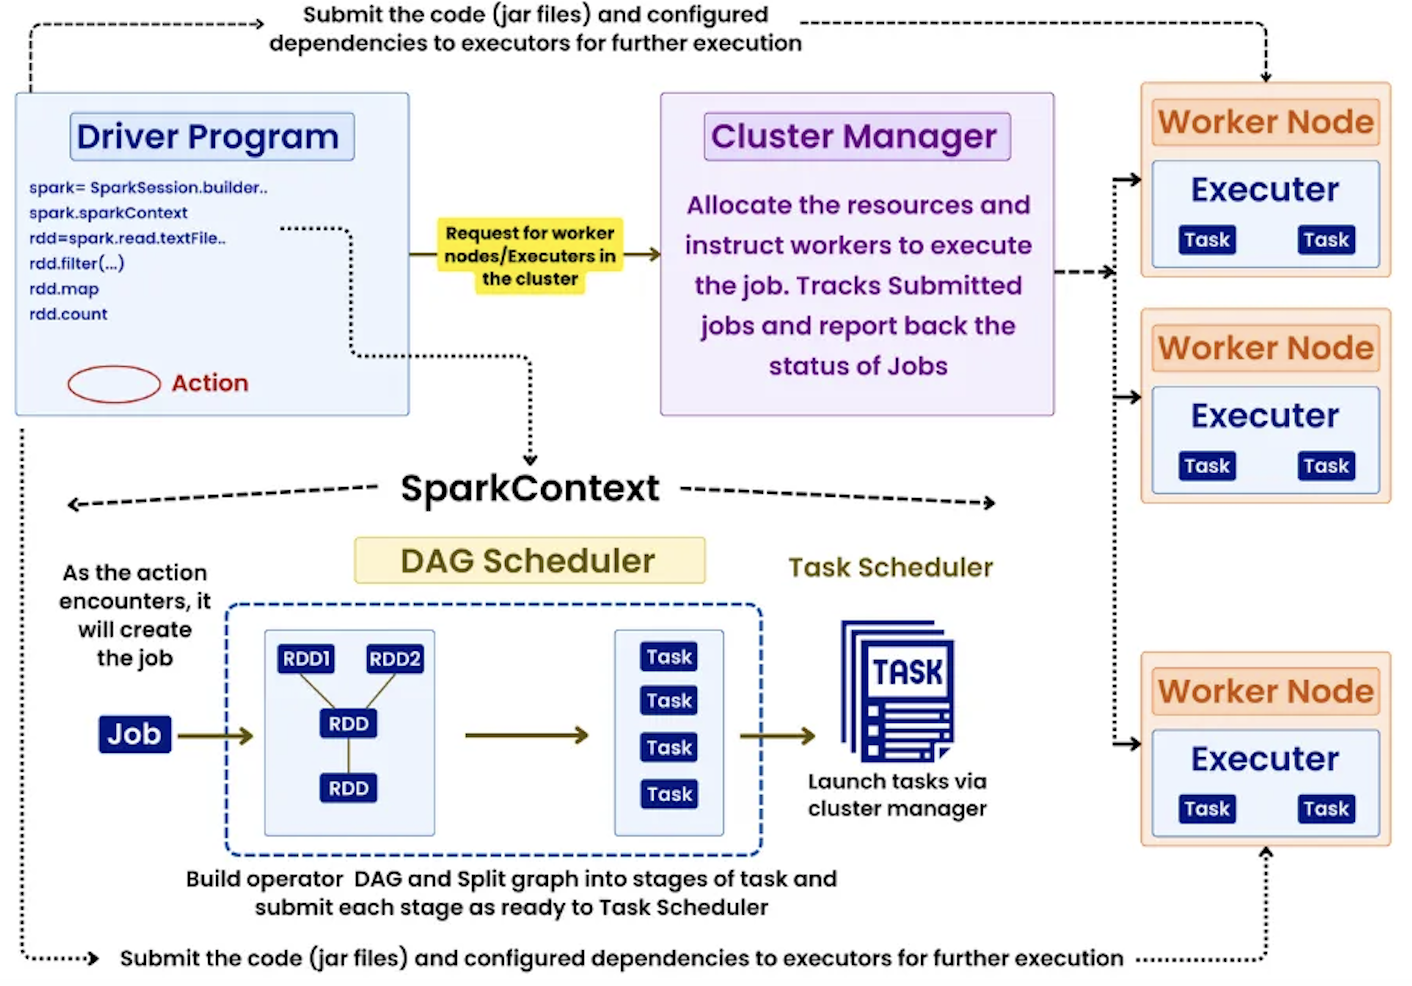 Submit the code (jar files) and configured
dependencies to executors for further execution
Driver Program
spark= SparkSession.builder..
spark.sparkContext
rdd=spark.read.textFile..
rdd.filter(...)
rdd.map
rdd.count
Action
Request for worker
nodes/Executers in
the cluster
Cluster Manager
Allocate the resources and
instruct workers to execute
the job. Tracks Submitted
jobs and report back the
status of Jobs
Worker Node
Executer
Task
Task
Worker Node
Executer
Task
Task
Worker Node
Executer
Task
Task
SparkContext
As the action
encounters, it
will create
the job
Job
DAG Scheduler
RDD1
RDD2
RDD
RDD
Task
Task
Task
Task
Build operator DAG and Split graph into stages of task and
submit each stage as ready to Task Scheduler
Task Scheduler
TASK
Launch tasks via
cluster manager
Submit the code (jar files) and configured dependencies to executors for further execution